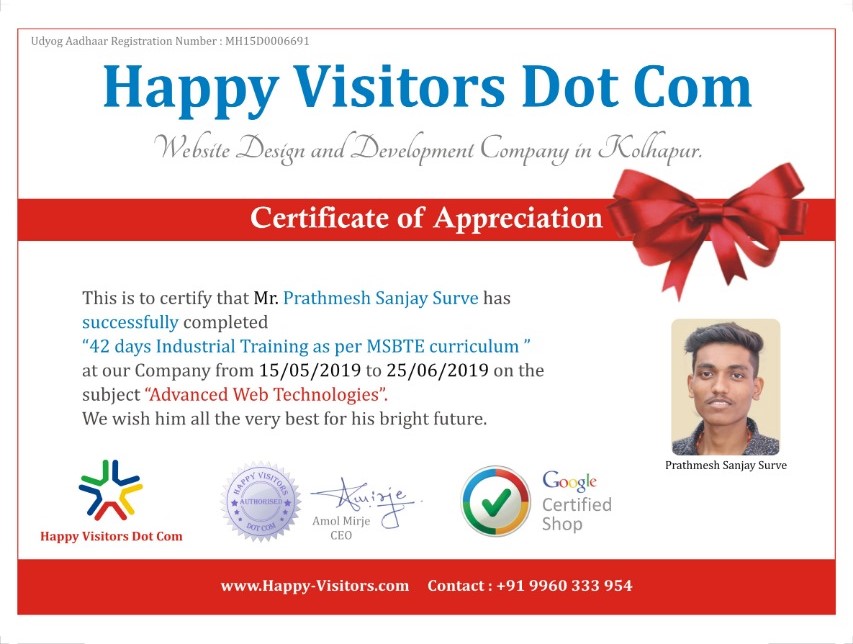 Udyog Aadhaar Registration Number : MH15D0006691
Happy Visitors Dot Com
Website Design and Development Company in Kolhapur.
Certificate of Appreciation
This is to certify that Mr. Prathmesh Sanjay Surve has
successfully completed
“42 days Industrial Training as per MSBTE curriculum ”
at our Company from 15/05/2019 to 25/06/2019 on the
subject “Advanced Web Technologies”.
We wish him all the very best for his bright future.
Prathmesh Sanjay Surve
Happy Visitors Dot Com
HAPPY VISITORS
AUTHORISED
DOT COM
Amirje
Amol Mirje
CEO
Google
Certified
Shop
www.Happy-Visitors.com Contact : +91 9960 333 954